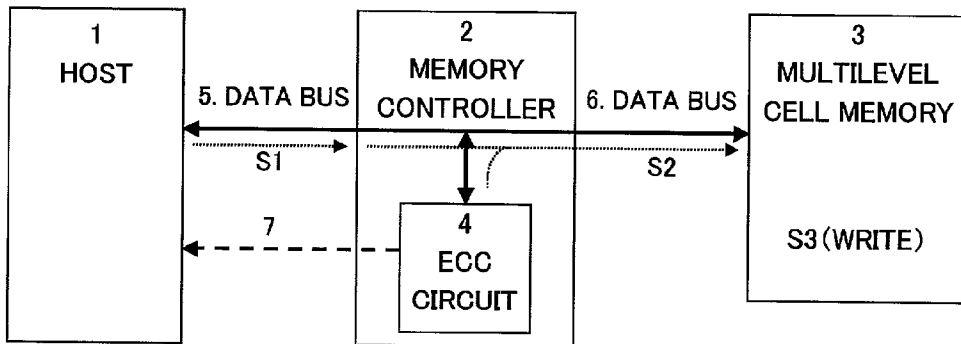 1
HOST
2
MEMORY
CONTROLLER
3
MULTILEVEL
CELL MEMORY
5. DATA BUS
6. DATA BUS
S1
S2
7
4
ECC
CIRCUIT
S3(WRITE)